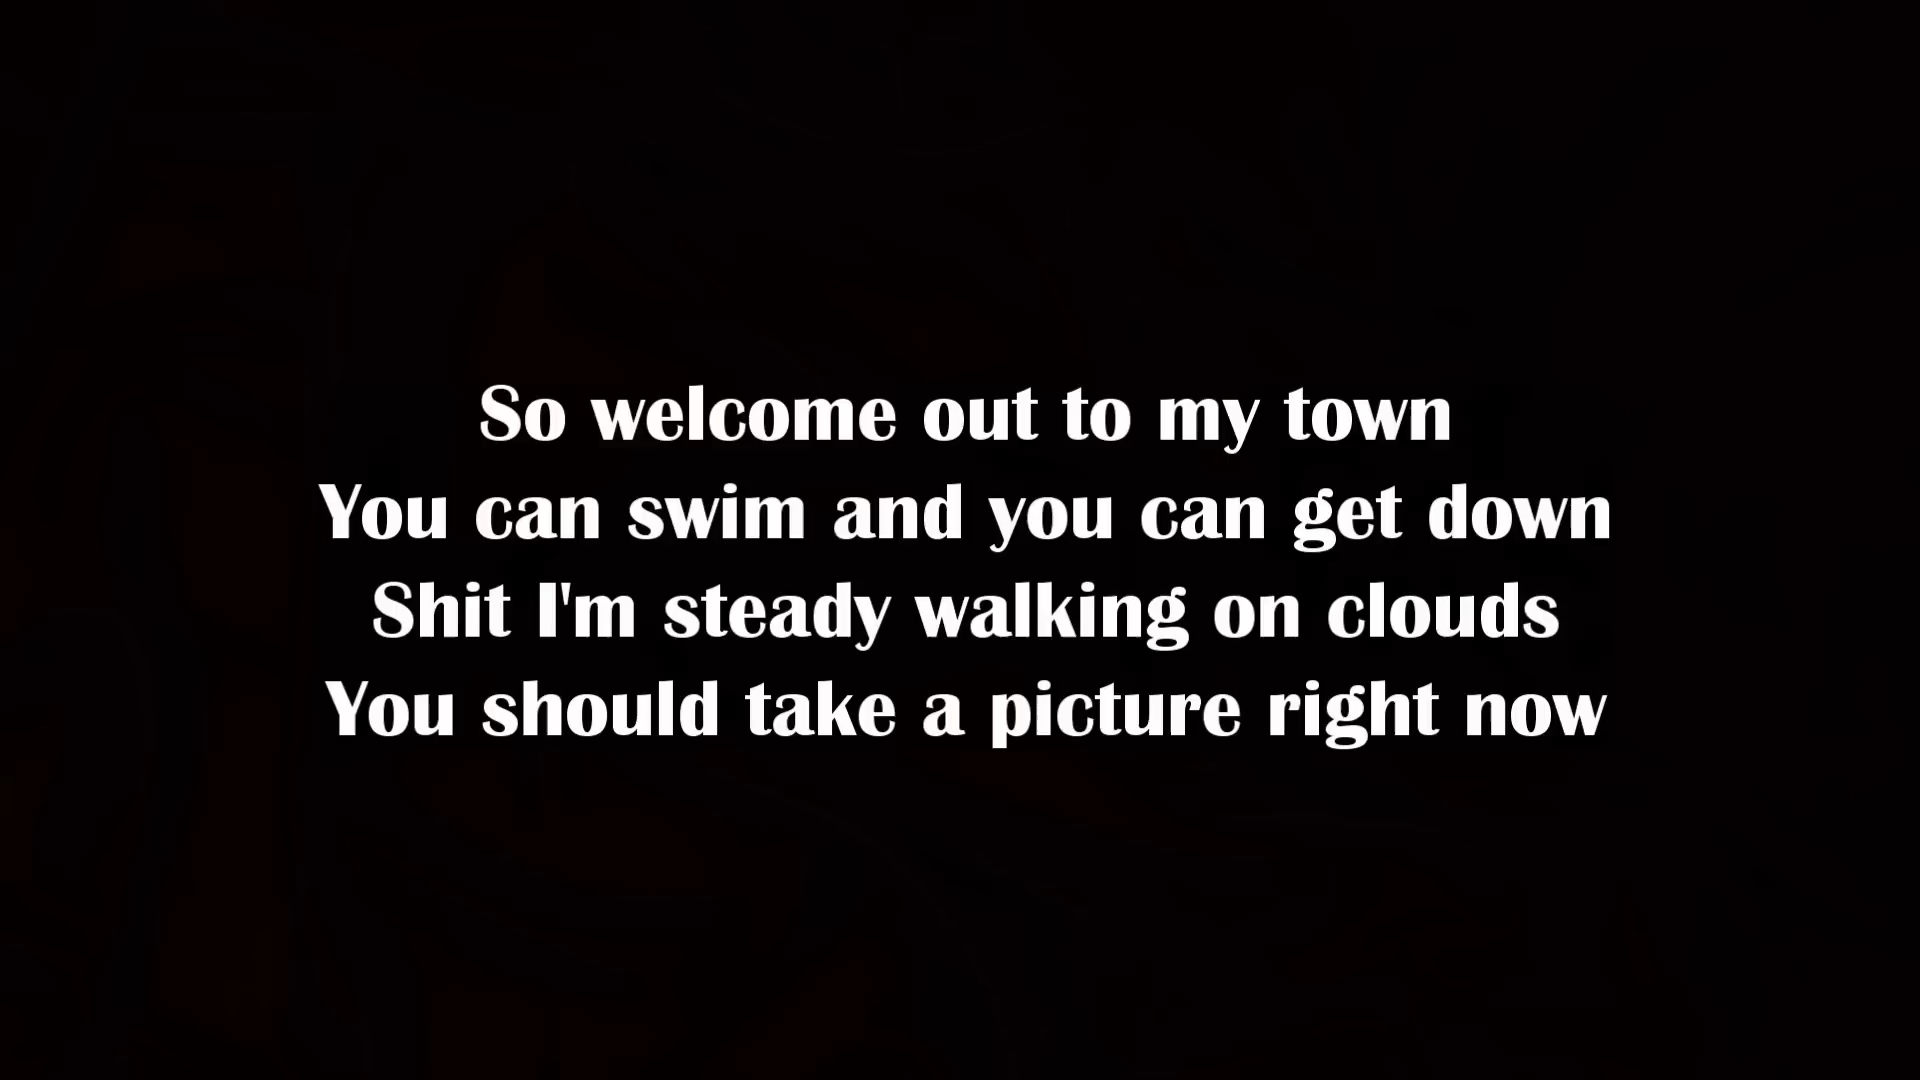 So welcome out to my town
You can swim and you can get down
Shit I'm steady walking on clouds
You should take a picture right now